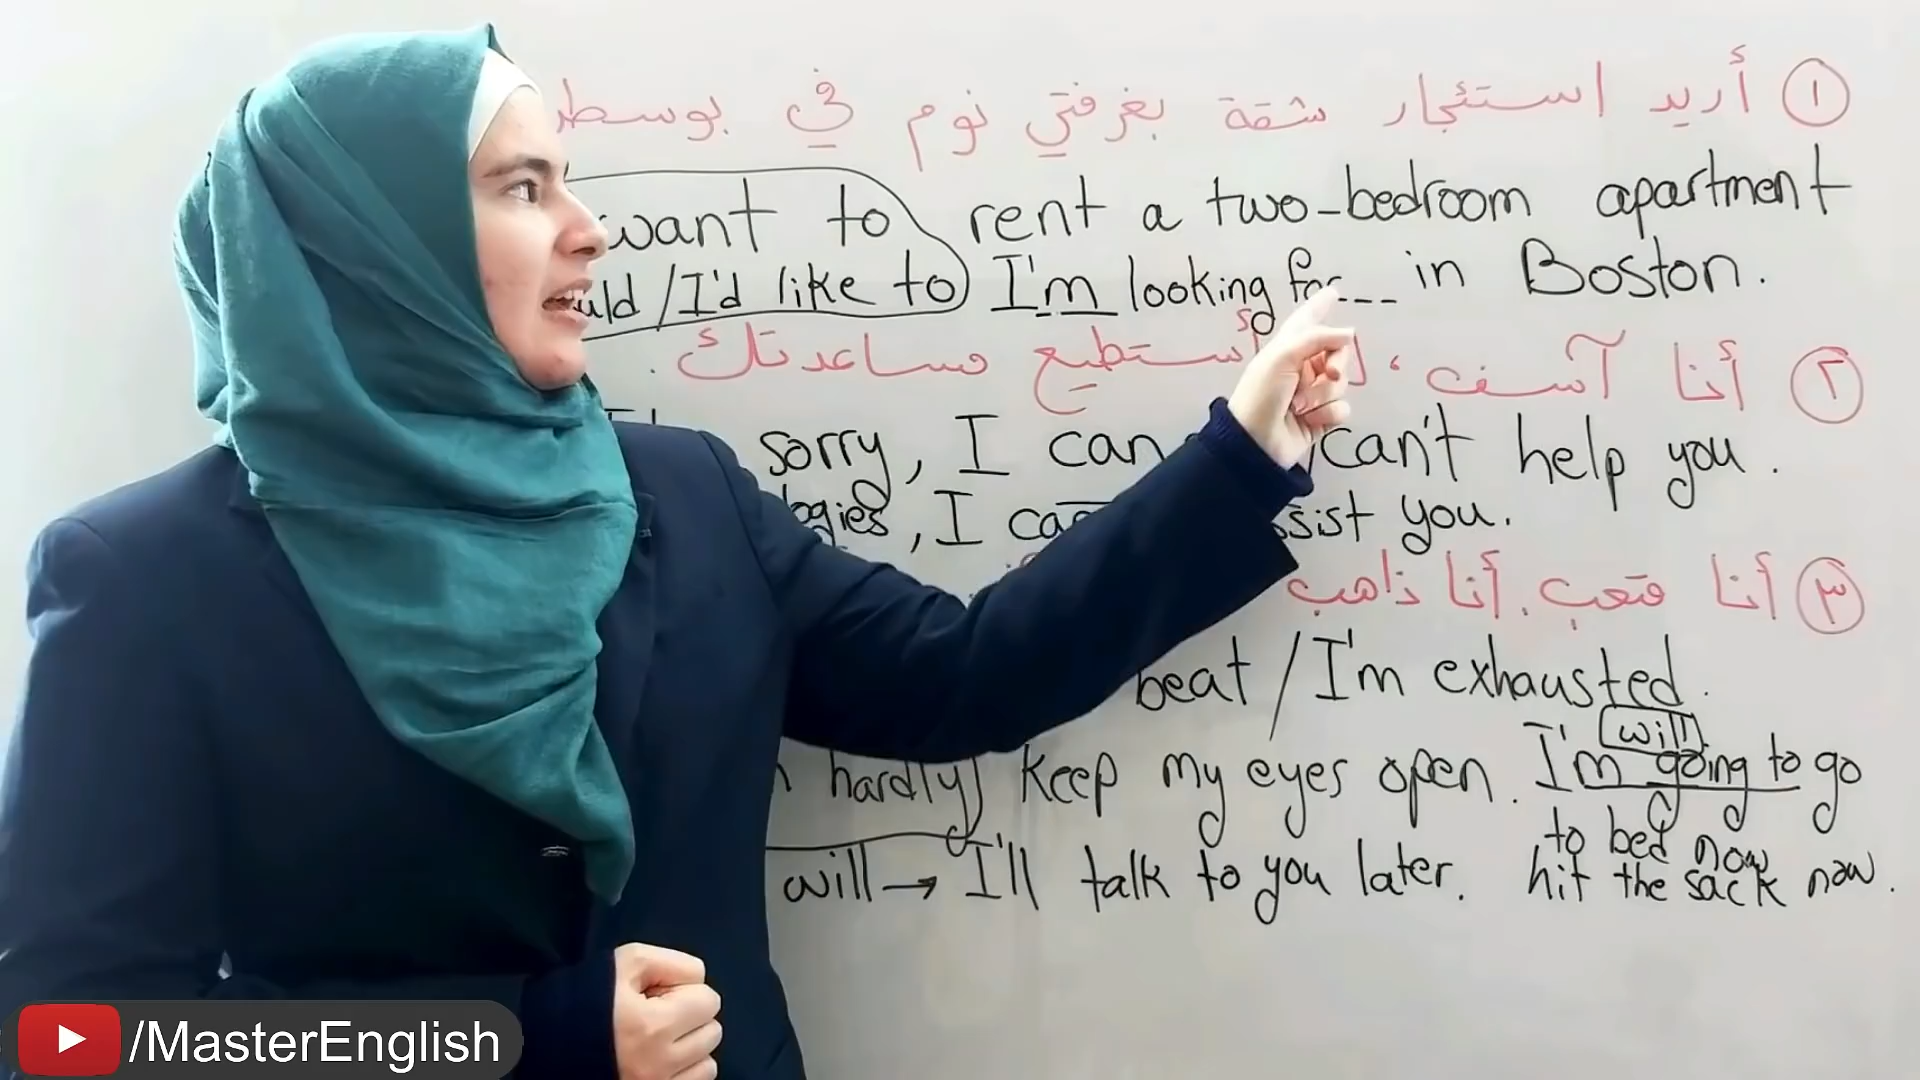 ١ أريد استئجار شقة بغرفتي نوم في
want to rent a two-bedroom apartment
/I'd like to I'm looking for--- in Boston.
٢ أنا آسف، أستطيع مساعدتك.
sorry, I can can't help you.
, I assist you.
٣ أنا متعب. أنا ذاهب
beat / I'm exhausted.
will
hardly keep my eyes open. I'm going to go
to bed now
will → I'll talk to you later. hit the sack now.
/MasterEnglish